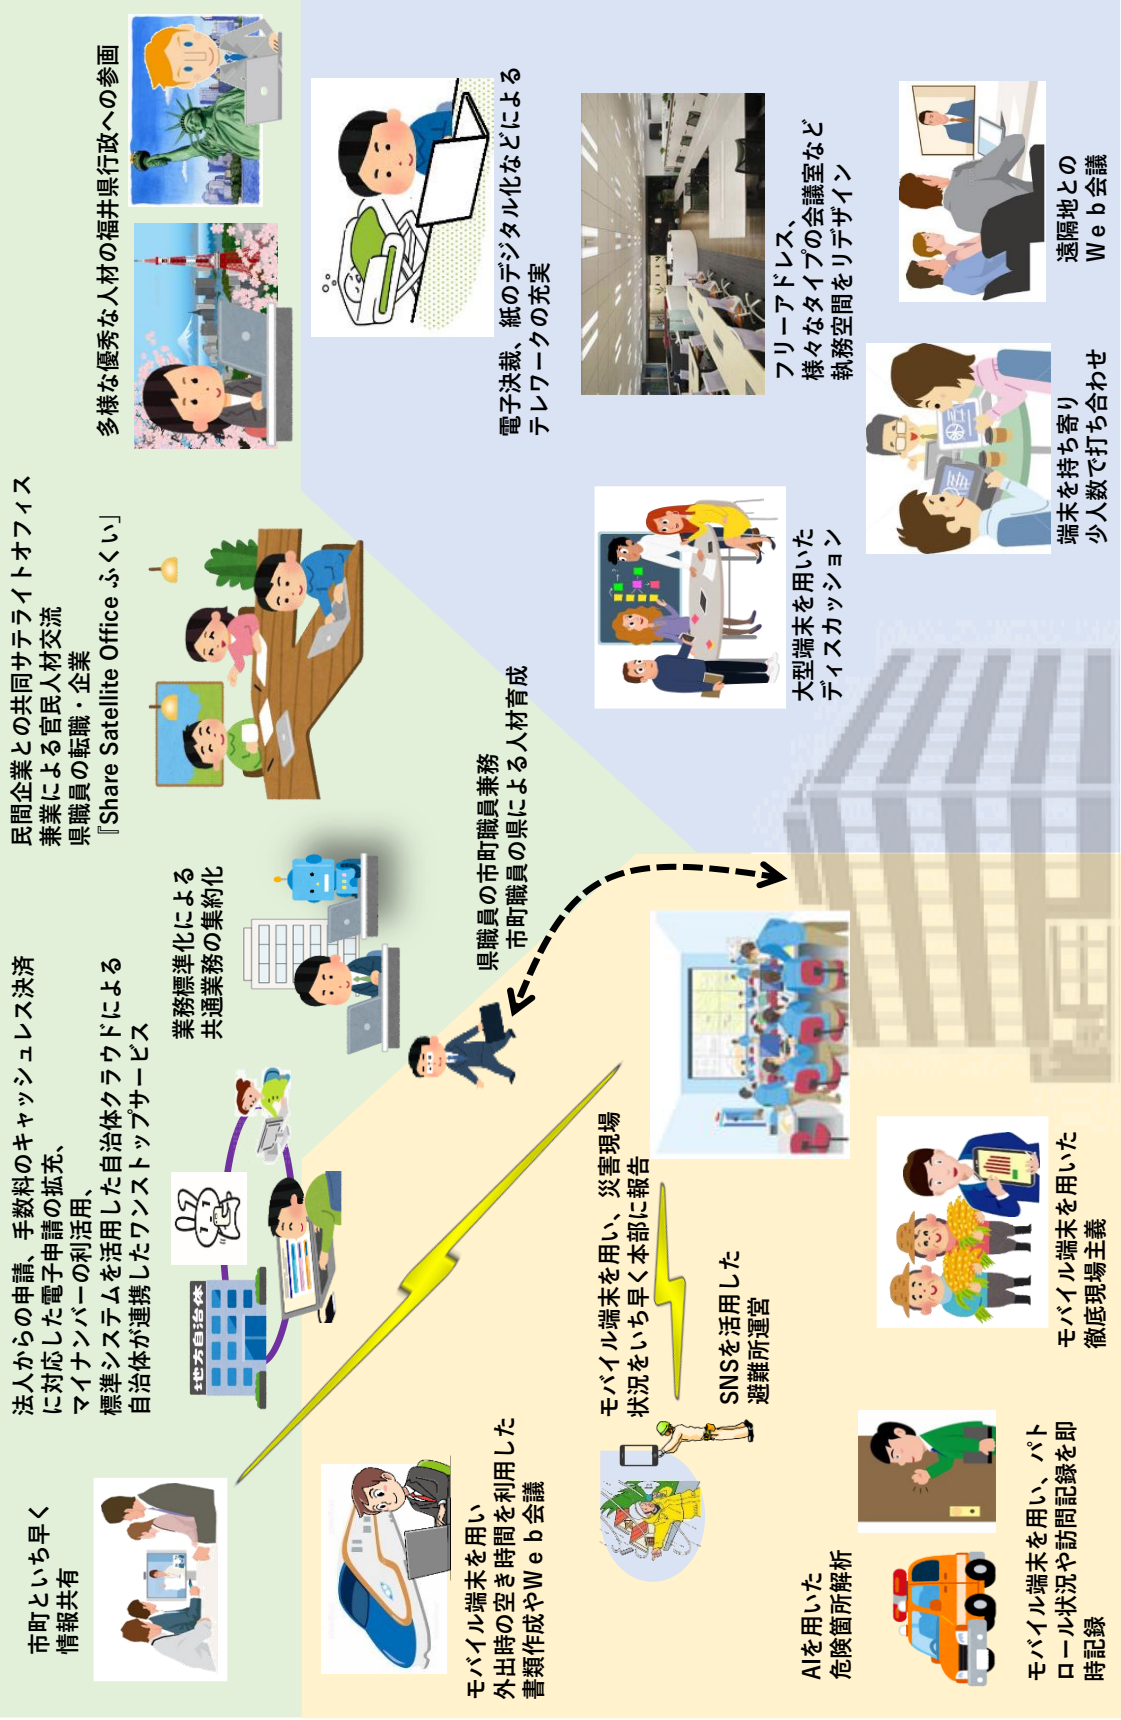 市町といち早く
情報共有
法人からの申請、手数料のキャッシュレス決済
に対応した電子申請の拡充、
マイナンバーの利活用、
標準システムを活用した自治体クラウドによる
自治体が連携したワンストップサービス
地方自治体
業務標準化による
共通業務の集約化
民間企業との共同サテライトオフィス
兼業による官民人材交流
県職員の転職・企業
『Share Satellite Office ふくい」
多様な優秀な人材の福井県行政への参画
県職員の市町職員兼務
市町職員の県による人材育成
電子決裁、紙のデジタル化などによる
テレワークの充実
モバイル端末を用い
外出時の空き時間を利用した
書類作成やWeb会議
モバイル端末を用い、災害現場
状況をいち早く本部に報告
SNSを活用した
避難所運営
大型端末を用いた
ディスカッション
フリーアドレス、
様々なタイプの会議室など
執務空間をリデザイン
AIを用いた
危険箇所解析
モバイル端末を用い、パト
ロール状況や訪問記録を即
時記録
モバイル端末を用いた
徹底現場主義
端末を持ち寄り
少人数で打ち合わせ
遠隔地との
Web会議